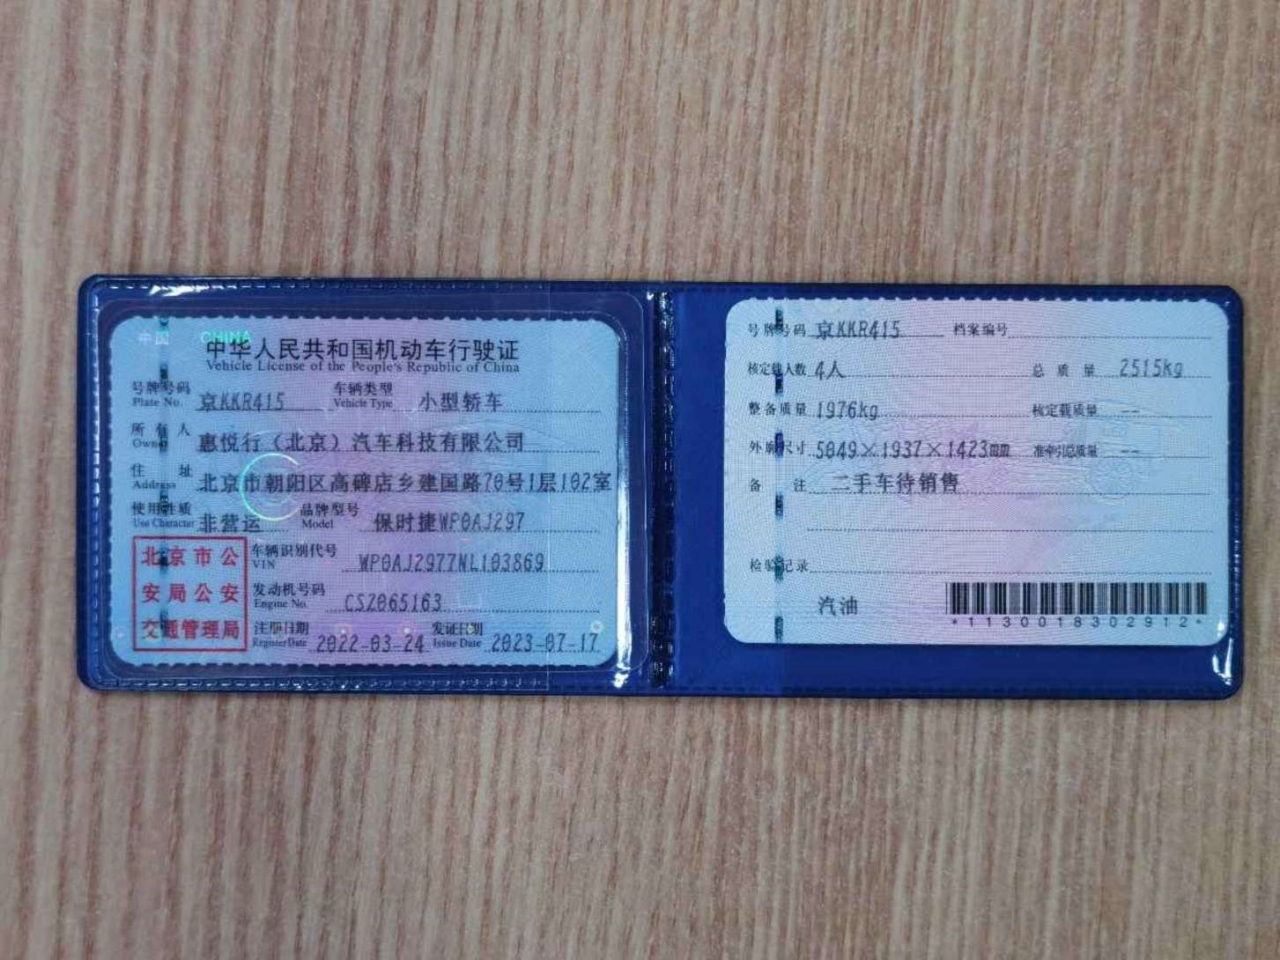 中国 CHINA
中华人民共和国机动车行驶证
Vehicle License of the People's Republic of China
号牌号码 京KKR415 车辆类型 小型轿车
Plate No. Vehicle Type
所有人 惠悦行（北京）汽车科技有限公司
Owner
住址 北京市朝阳区高碑店乡建国路70号1层102室
Address
使用性质 非营运 品牌型号 保时捷WP0AJ297
Use Character Model
北京市公
安局公安
交通管理局
车辆识别代号 WP0AJ2977NL103869
VIN
发动机号码 CSZ065163
Engine No.
注册日期 2022-03-24 发证日期 2023-07-17
Register Date Issue Date
号牌号码 京KKR415 档案编号
核定载人数 4人 总质量 2515kg
整备质量 1976kg 核定载质量 --
外廓尺寸 5049×1937×1423mm 准牵引总质量 --
备注 二手车待销售
检验记录
汽油
*1130018302912*